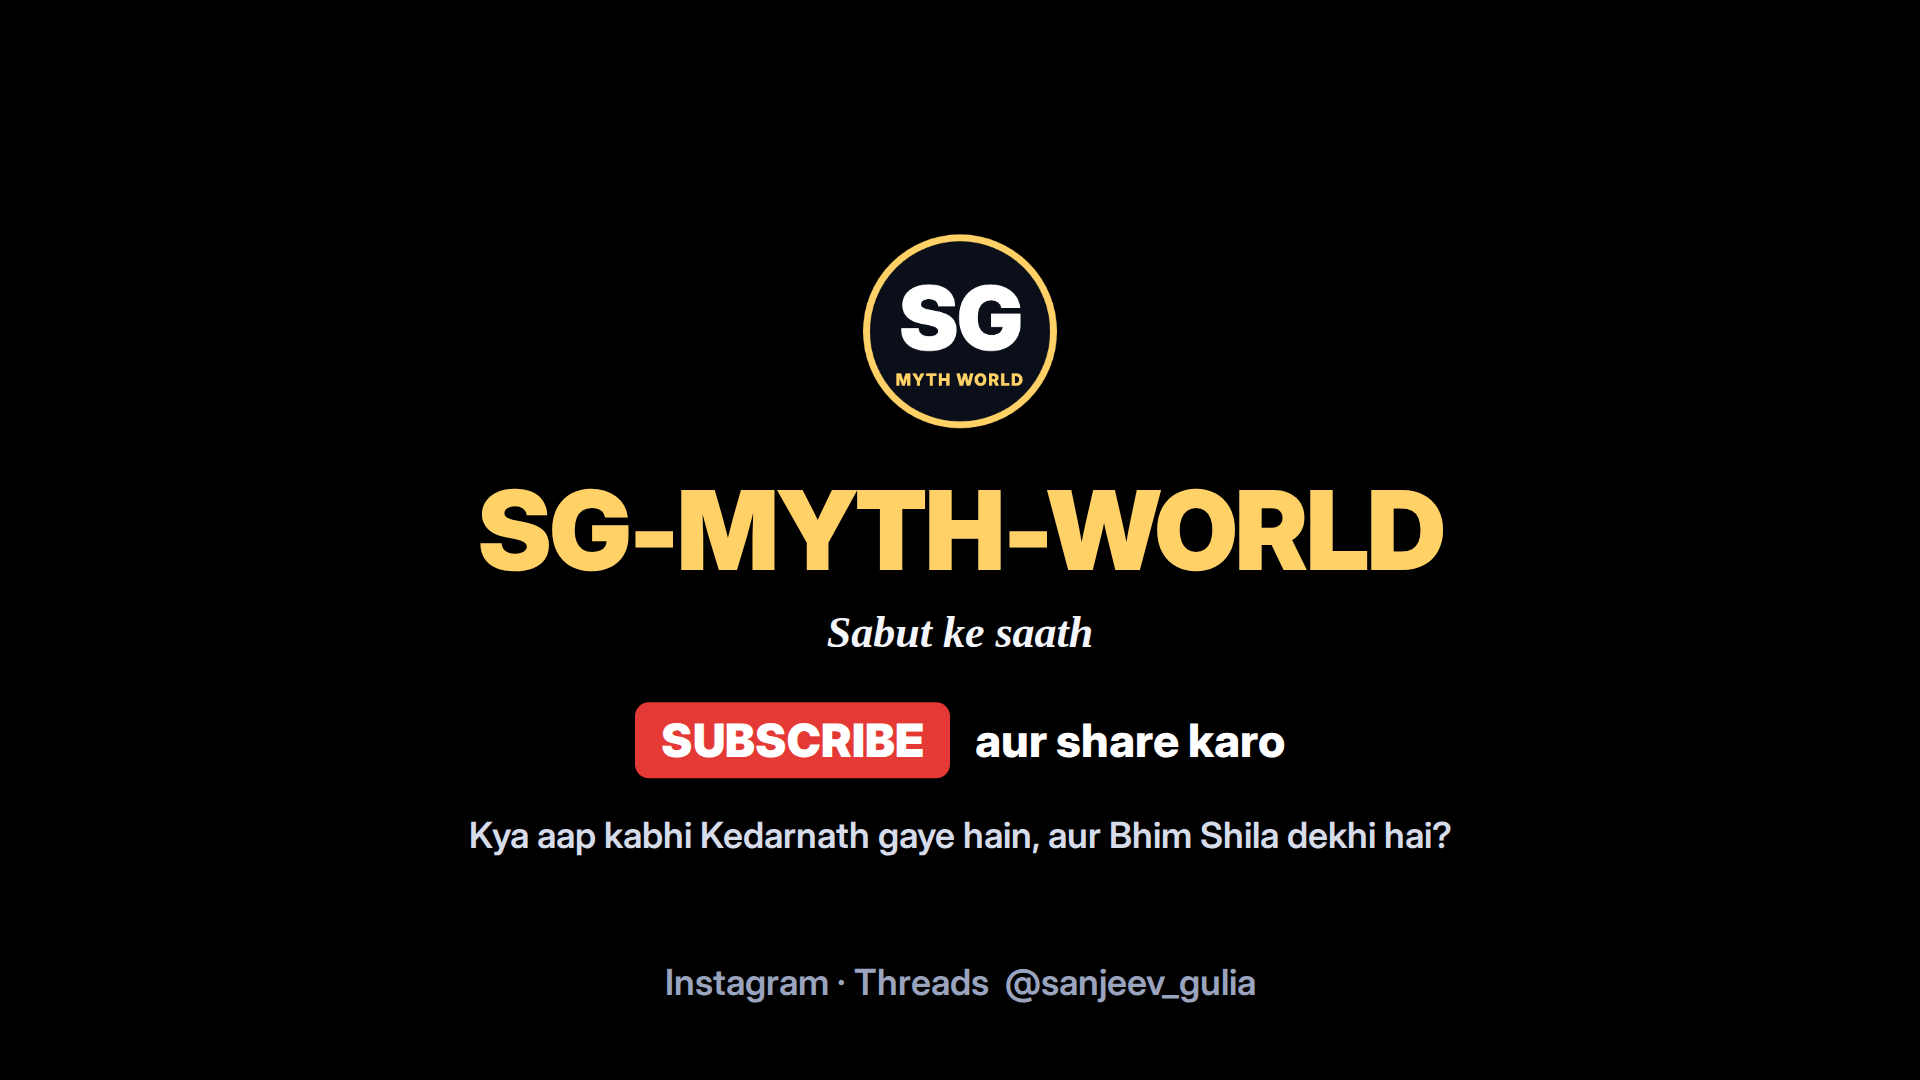 SG
MYTH WORLD
SG-MYTH-WORLD
Sabut ke saath
SUBSCRIBE aur share karo
Kya aap kabhi Kedarnath gaye hain, aur Bhim Shila dekhi hai?
Instagram · Threads @sanjeev_gulia